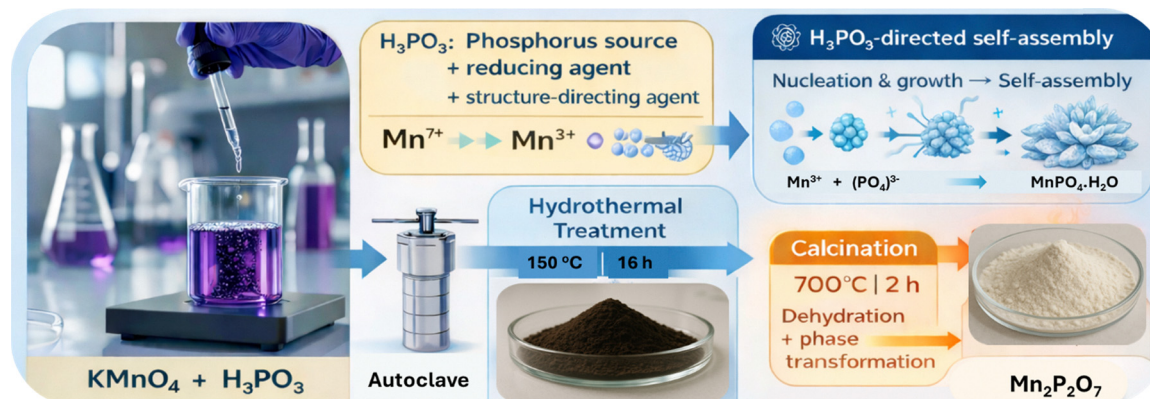 H₃PO₃: Phosphorus source
+ reducing agent
+ structure-directing agent
Mn⁷⁺ Mn³⁺
H₃PO₃-directed self-assembly
Nucleation & growth → Self-assembly
+ +
Mn³⁺ + (PO₄)³⁻ MnPO₄.H₂O
KMnO₄ + H₃PO₃
Autoclave
Hydrothermal
Treatment
150 ºC | 16 h
Calcination
700°C | 2 h
Dehydration
+ phase
transformation
Mn₂P₂O₇